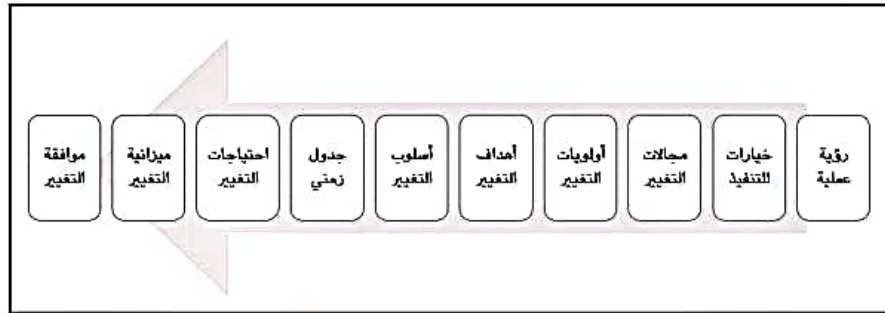 رؤية
عملية
خيارات
للتنفيذ
مجالات
التغيير
أولويات
التغيير
أهداف
التغيير
أسلوب
التغيير
جدول
زمني
احتياجات
التغيير
ميزانية
التغيير
موافقة
التغيير